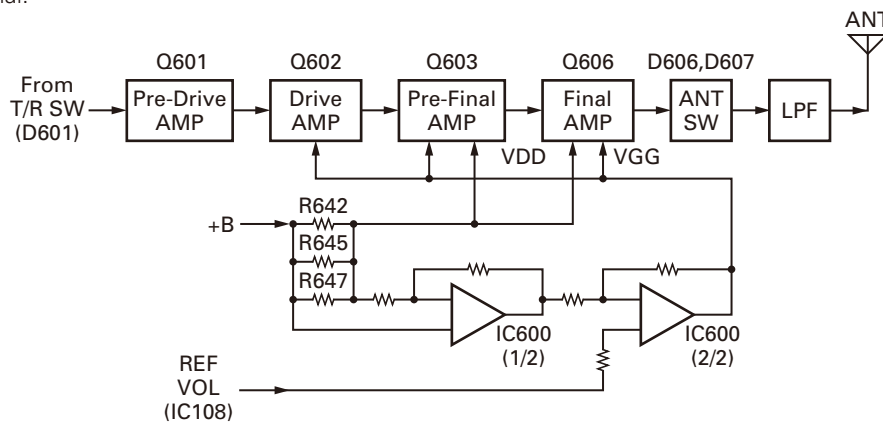 nal.
ANT
Q601
Q602
Q603
Q606
D606,D607
From
T/R SW
(D601)
Pre-Drive
AMP
Drive
AMP
Pre-Final
AMP
Final
AMP
ANT
SW
LPF
VDD
VGG
+B
R642
R645
R647
IC600
(1/2)
IC600
(2/2)
REF
VOL
(IC108)